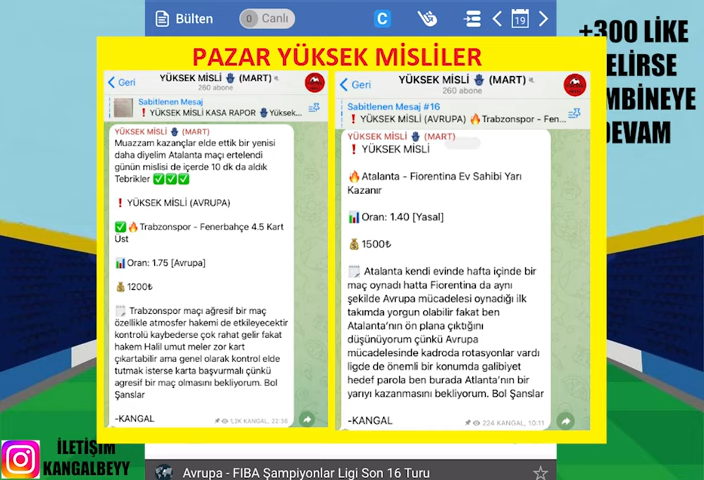 Bülten
0 Canlı
C
19
+300 LİKE
ELİRSE
MBİNEYE
DEVAM
PAZAR YÜKSEK MİSLİLER
Geri
YÜKSEK MİSLİ (MART)
260 abone
Sabitlenen Mesaj
❗ YÜKSEK MİSLİ KASA RAPOR Yüksek...
YÜKSEK MİSLİ (MART)
Muazzam kazançlar elde ettik bir yenisi
daha diyelim Atalanta maçı ertelendi
günün mislisi de içerde 10 dk da aldık
Tebrikler ✅✅✅
❗ YÜKSEK MİSLİ (AVRUPA)
✅🔥Trabzonspor - Fenerbahçe 4.5 Kart
Üst
📊Oran: 1.75 [Avrupa]
💰1200₺
🗒 Trabzonspor maçı agresif bir maç
özellikle atmosfer hakemi de etkileyecektir
kontrolü kaybederse çok rahat gelir fakat
hakem Halil umut meler zor kart
çıkartabilir ama genel olarak kontrol elde
tutmak isterse karta başvurmalı çünkü
agresif bir maç olmasını bekliyorum. Bol
Şanslar
-KANGAL
1,2K KANGAL, 22:38
Geri
YÜKSEK MİSLİ (MART)
260 abone
Sabitlenen Mesaj #16
❗ YÜKSEK MİSLİ (AVRUPA) 🔥Trabzonspor - Fen...
YÜKSEK MİSLİ (MART)
❗ YÜKSEK MİSLİ
🔥Atalanta - Fiorentina Ev Sahibi Yarı
Kazanır
📊Oran: 1.40 [Yasal]
💰1500₺
🗒 Atalanta kendi evinde hafta içinde bir
maç oynadı hatta Fiorentina da aynı
şekilde Avrupa mücadelesi oynadığı ilk
takımda yorgun olabilir fakat ben
Atalanta'nın ön plana çıktığını
düşünüyorum çünkü Avrupa
mücadelesinde kadroda rotasyonlar vardı
ligde de önemli bir konumda galibiyet
hedef parola ben burada Atalanta'nın bir
yarıyı kazanmasını bekliyorum. Bol Şanslar
-KANGAL
224 KANGAL, 10:11
İLETİŞİM
KANGALBEYY
Avrupa - FIBA Şampiyonlar Ligi Son 16 Turu